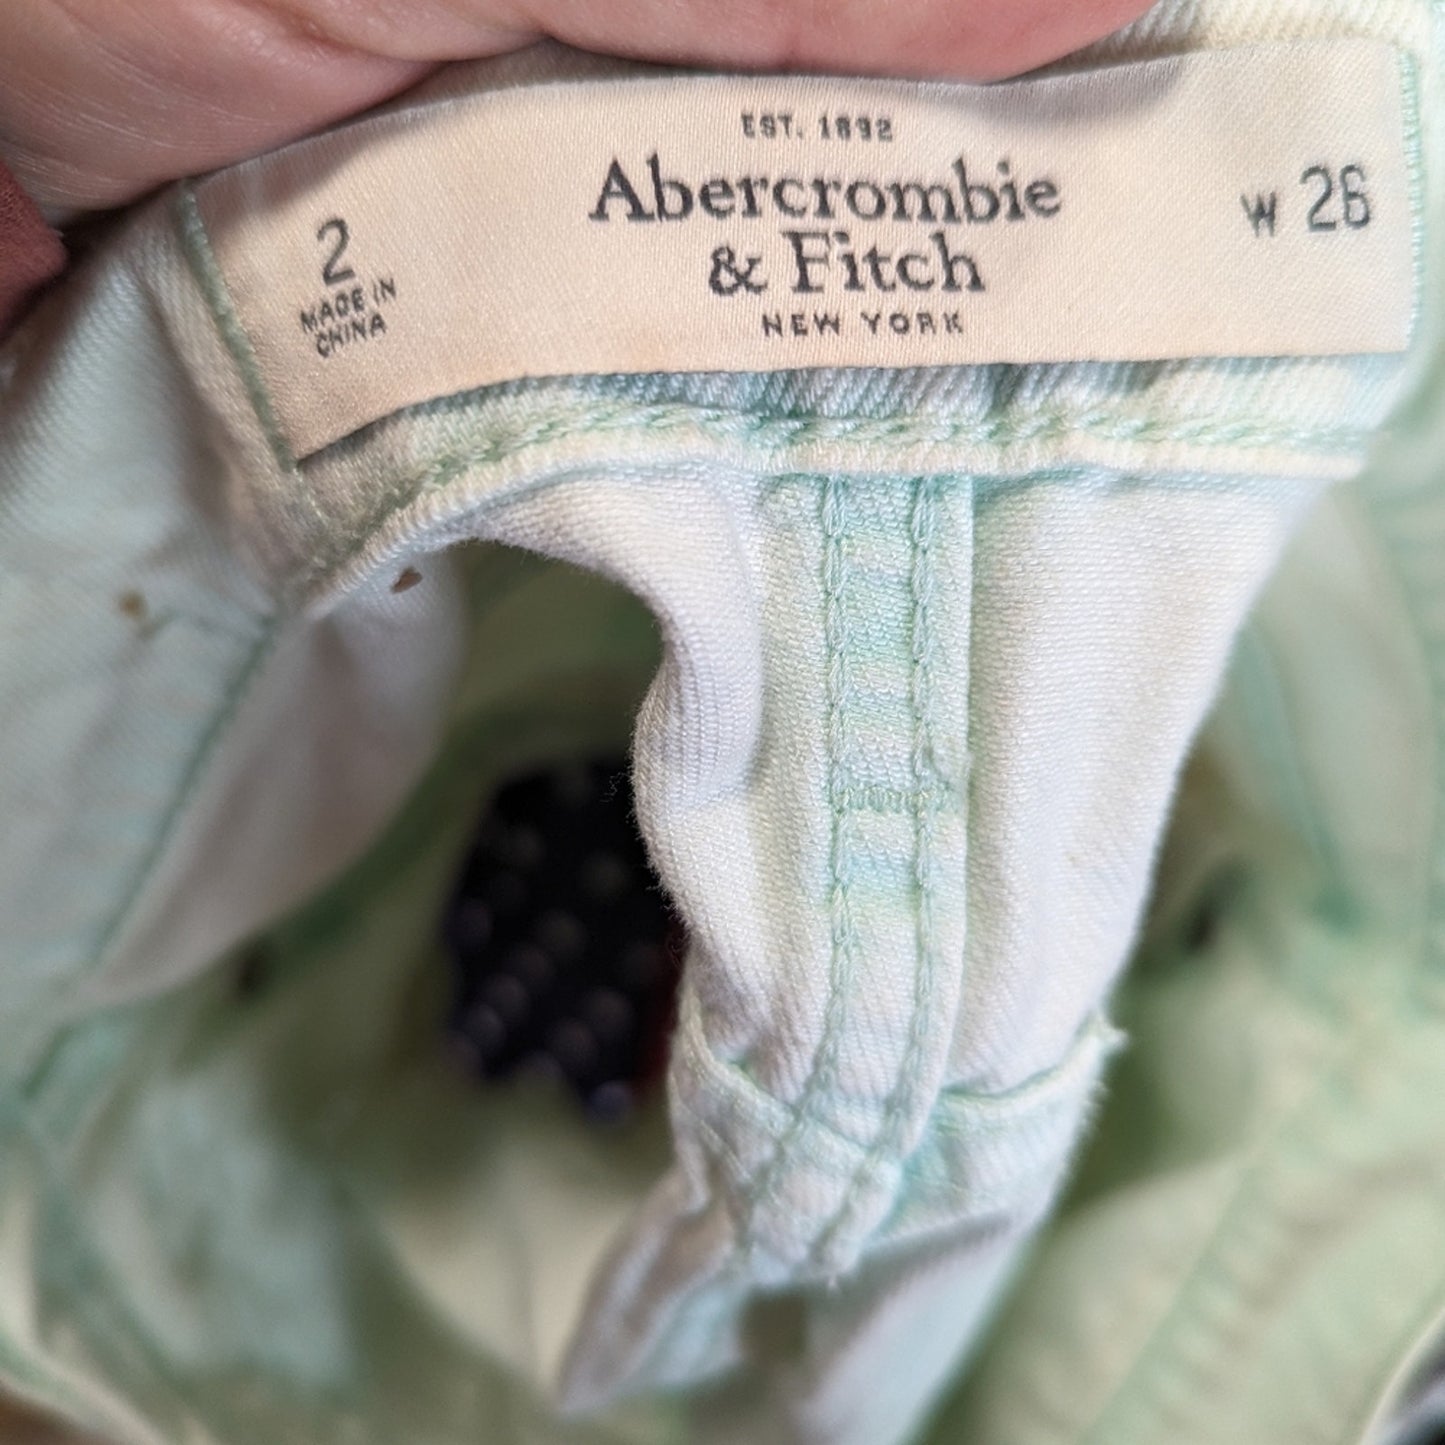 EST. 1892
Abercrombie
& Fitch
NEW YORK
2
MADE IN
CHINA
W 26